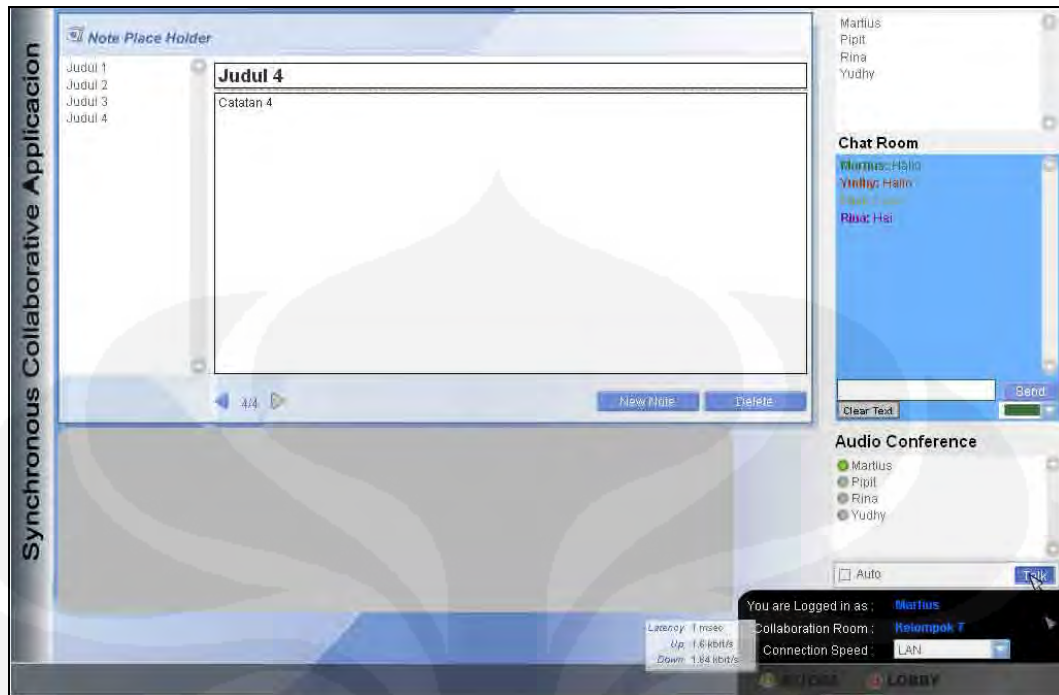 Synchronous Collaborative Applicacion
Note Place Holder
Judul 1
Judul 2
Judul 3
Judul 4
Judul 4
Catatan 4
4/4
New Note
Delete
Martius
Pipit
Rina
Yudhy
Chat Room
Martius: Hallo
Yudhy: Hallo
Rina: Hai
Send
Clear Text
Audio Conference
Martius
Pipit
Rina
Yudhy
Auto
Talk
You are Logged in as : Martius
Collaboration Room : Kelompok 7
Connection Speed : LAN
Latency 1 msec
Up 1.6 kbit/s
Down 1.84 kbit/s
ROOM
LOBBY